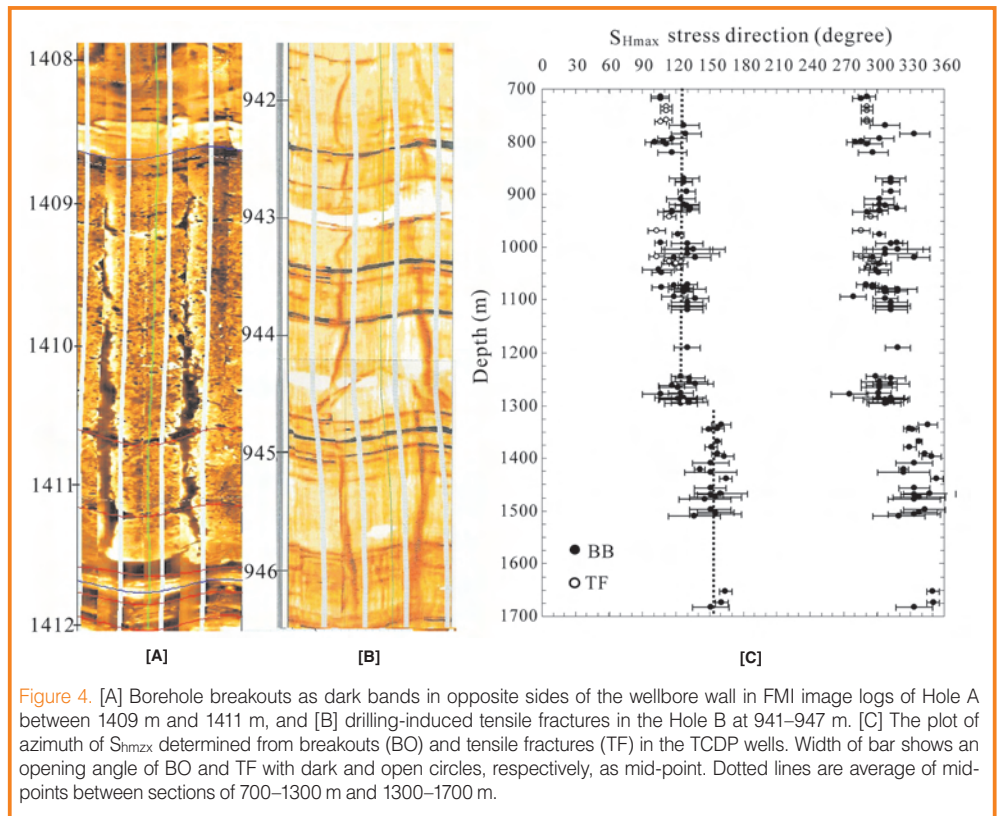 1408
1409
1410
1411
1412
[A]
942
943
944
945
946
[B]
SHmax stress direction (degree)
0 30 60 90 120 150 180 210 240 270 300 330 360
Depth (m)
700
800
900
1000
1100
1200
1300
1400
1500
1600
1700
BB
TF
[C]
Figure 4. [A] Borehole breakouts as dark bands in opposite sides of the wellbore wall in FMI image logs of Hole A
between 1409 m and 1411 m, and [B] drilling-induced tensile fractures in the Hole B at 941–947 m. [C] The plot of
azimuth of Shmzx determined from breakouts (BO) and tensile fractures (TF) in the TCDP wells. Width of bar shows an
opening angle of BO and TF with dark and open circles, respectively, as mid-point. Dotted lines are average of mid-
points between sections of 700–1300 m and 1300–1700 m.